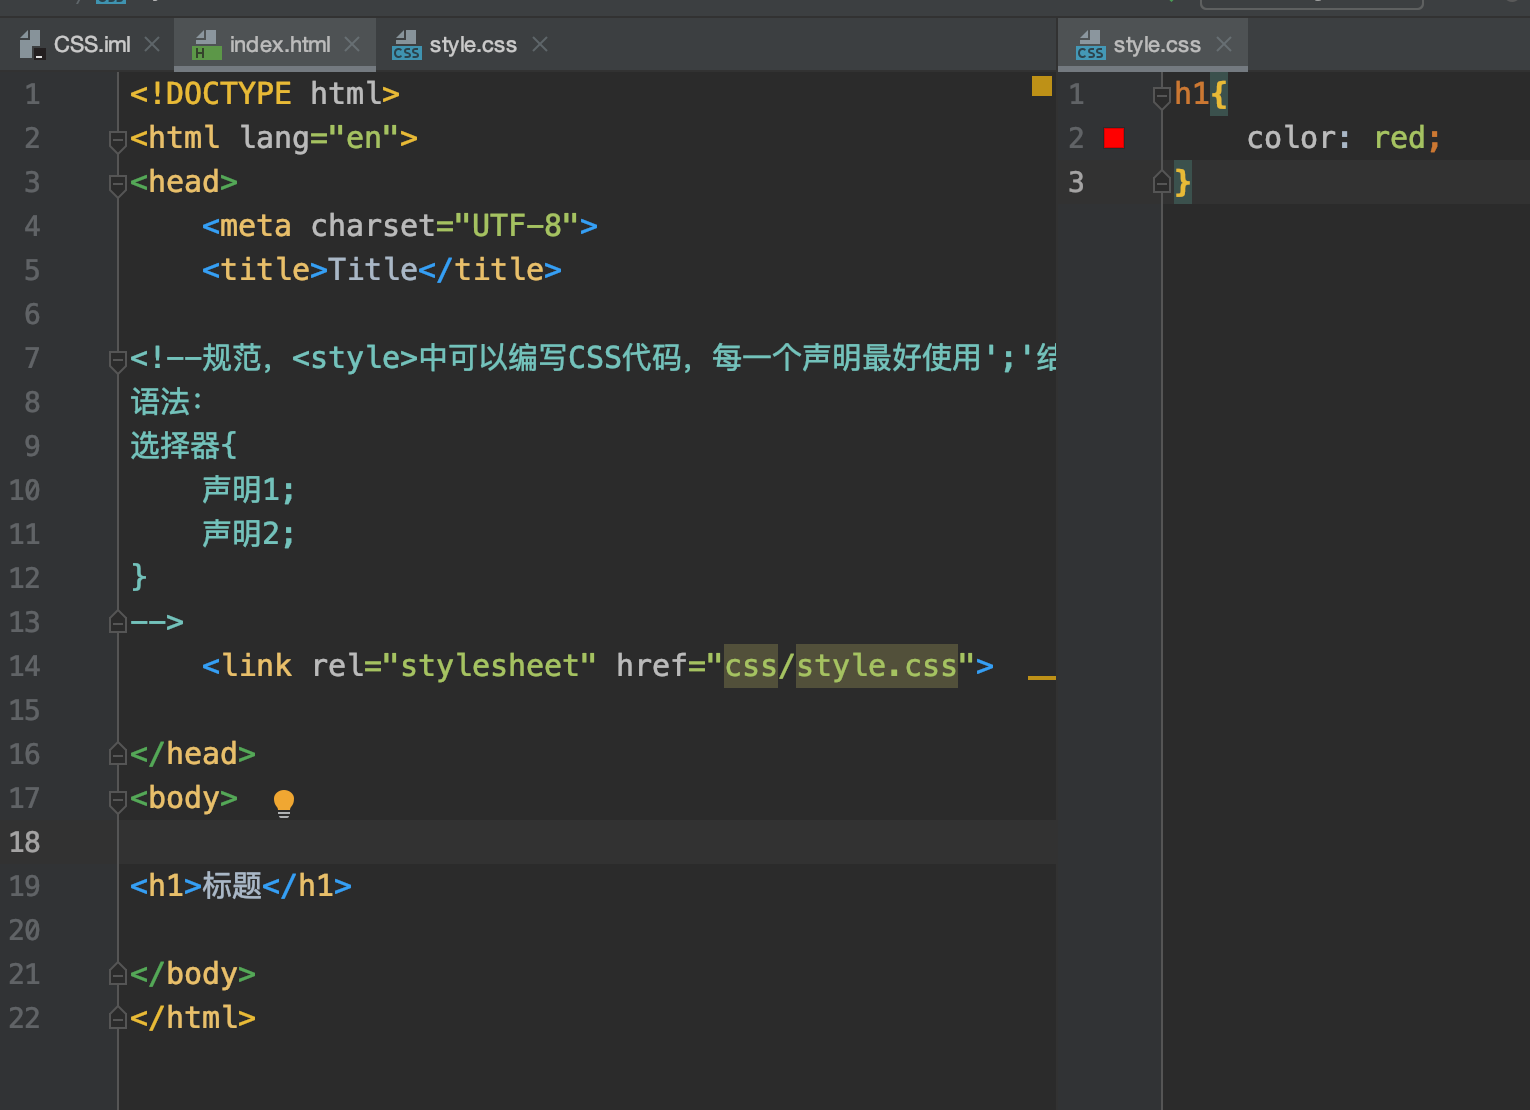 CSS.iml index.html style.css style.css
1 <!DOCTYPE html>
2 <html lang="en">
3 <head>
4 <meta charset="UTF-8">
5 <title>Title</title>
6
7 <!--规范，<style>中可以编写CSS代码，每一个声明最好使用';'结
8 语法：
9 选择器{
10 声明1;
11 声明2;
12 }
13 -->
14 <link rel="stylesheet" href="css/style.css">
15
16 </head>
17 <body>
18
19 <h1>标题</h1>
20
21 </body>
22 </html>
1 h1{
2 color: red;
3 }